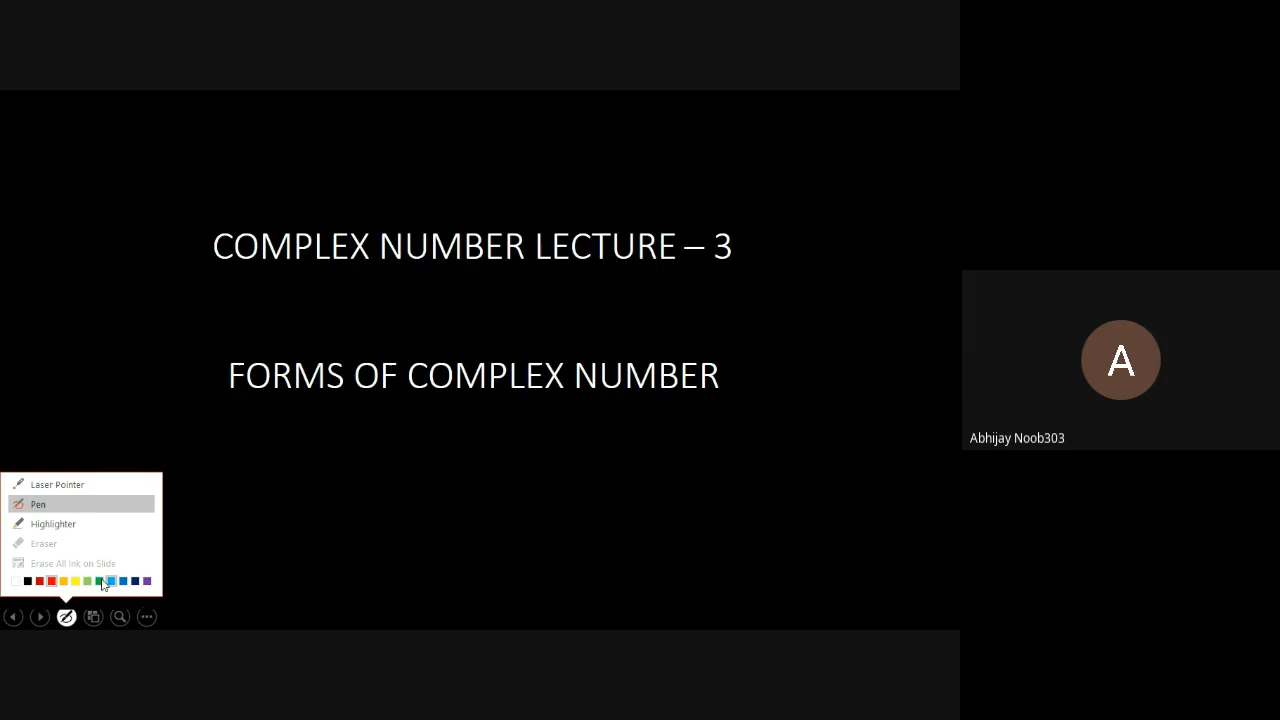 COMPLEX NUMBER LECTURE – 3
FORMS OF COMPLEX NUMBER
A
Abhijay Noob303
Laser Pointer
Pen
Highlighter
Eraser
Erase All Ink on Slide